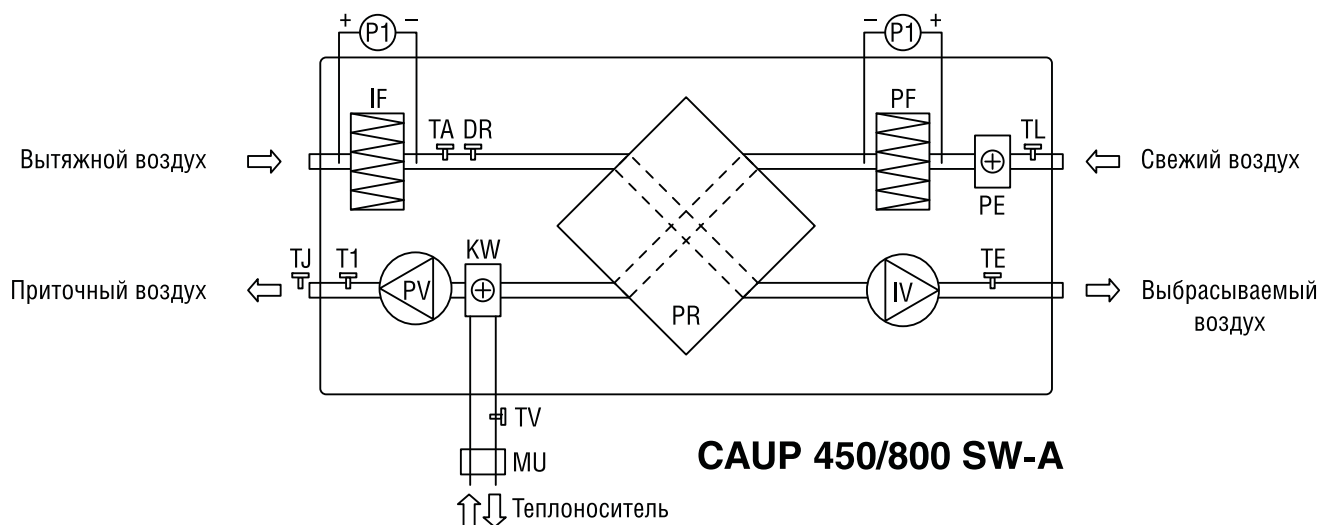 + P1 −
− P1 +
IF
PF
TA DR
TL
Вытяжной воздух
Свежий воздух
PE
KW
TJ T1
TE
Приточный воздух
PV
IV
Выбрасываемый
воздух
PR
TV
MU
CAUP 450/800 SW-A
Теплоноситель